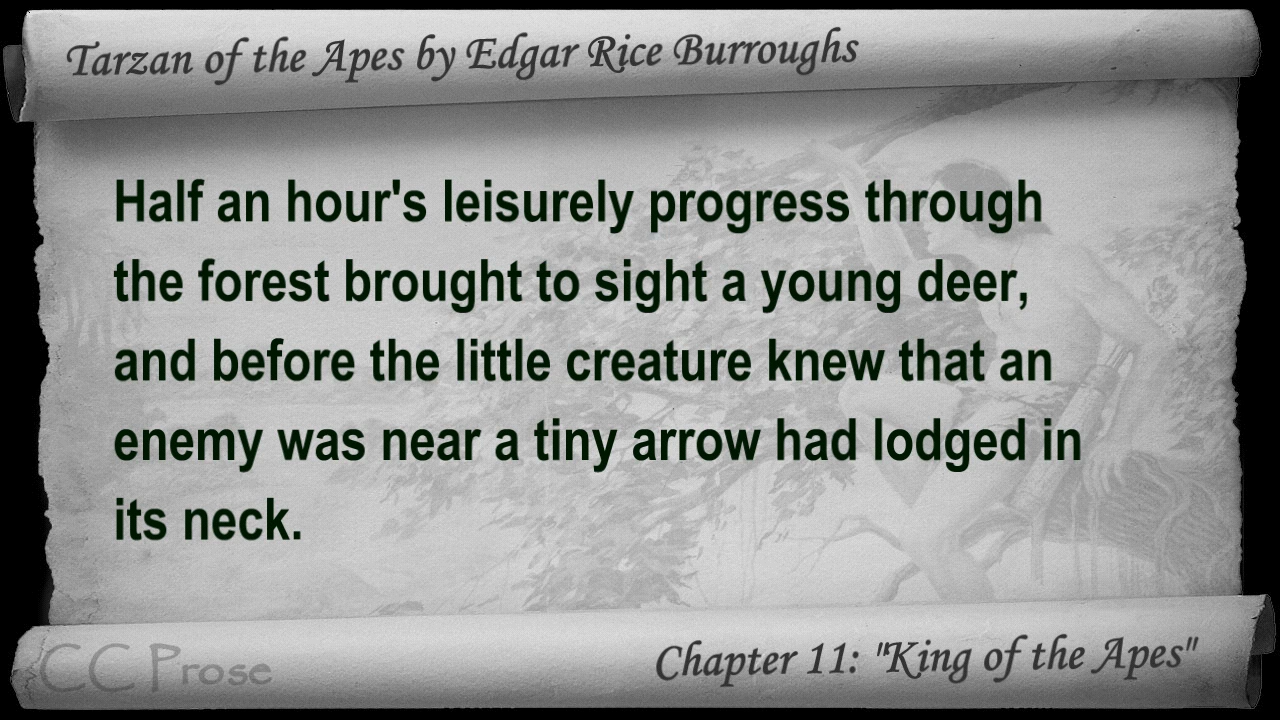 Tarzan of the Apes by Edgar Rice Burroughs
Half an hour's leisurely progress through
the forest brought to sight a young deer,
and before the little creature knew that an
enemy was near a tiny arrow had lodged in
its neck.
CC Prose
Chapter 11: "King of the Apes"